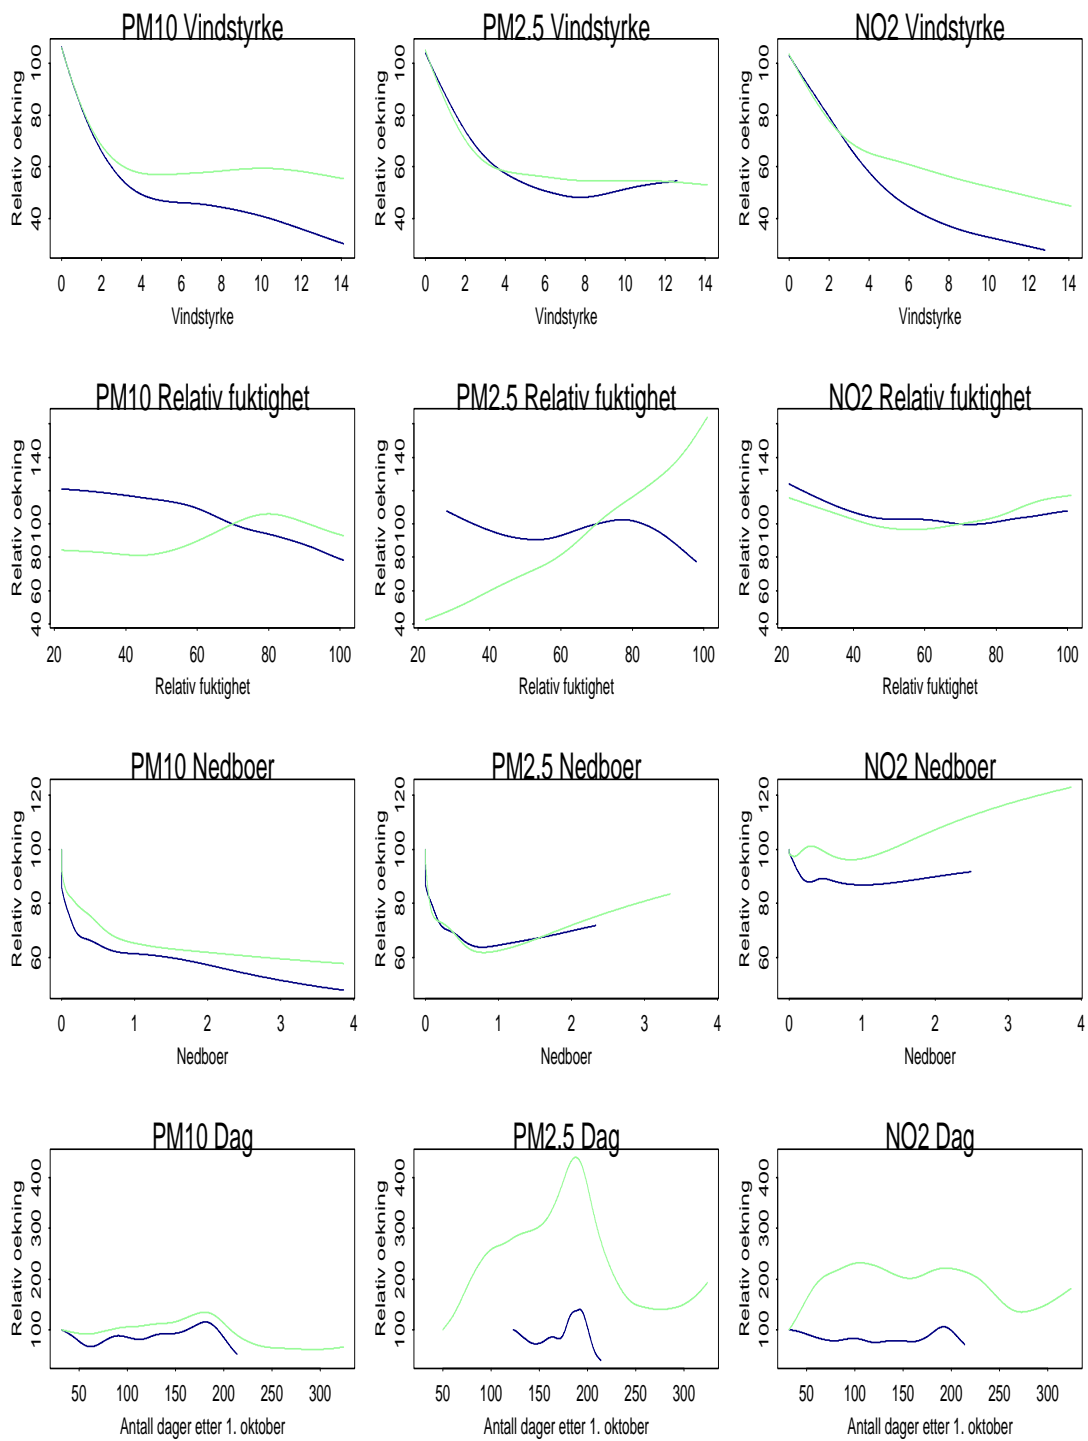 PM10 Vindstyrke
Relativ oekning
40 60 80 100
0 2 4 6 8 10 12 14
Vindstyrke
PM2.5 Vindstyrke
Relativ oekning
40 60 80 100
0 2 4 6 8 10 12 14
Vindstyrke
NO2 Vindstyrke
Relativ oekning
40 60 80 100
0 2 4 6 8 10 12 14
Vindstyrke
PM10 Relativ fuktighet
Relativ oekning
40 60 80 100 140
20 40 60 80 100
Relativ fuktighet
PM2.5 Relativ fuktighet
Relativ oekning
40 60 80 100 140
20 40 60 80 100
Relativ fuktighet
NO2 Relativ fuktighet
Relativ oekning
40 60 80 100 140
20 40 60 80 100
Relativ fuktighet
PM10 Nedboer
Relativ oekning
60 80 100 120
0 1 2 3 4
Nedboer
PM2.5 Nedboer
Relativ oekning
60 80 100 120
0 1 2 3 4
Nedboer
NO2 Nedboer
Relativ oekning
60 80 100 120
0 1 2 3 4
Nedboer
PM10 Dag
Relativ oekning
100 200 300 400
50 100 150 200 250 300
Antall dager etter 1. oktober
PM2.5 Dag
Relativ oekning
100 200 300 400
50 100 150 200 250 300
Antall dager etter 1. oktober
NO2 Dag
Relativ oekning
100 200 300 400
50 100 150 200 250 300
Antall dager etter 1. oktober